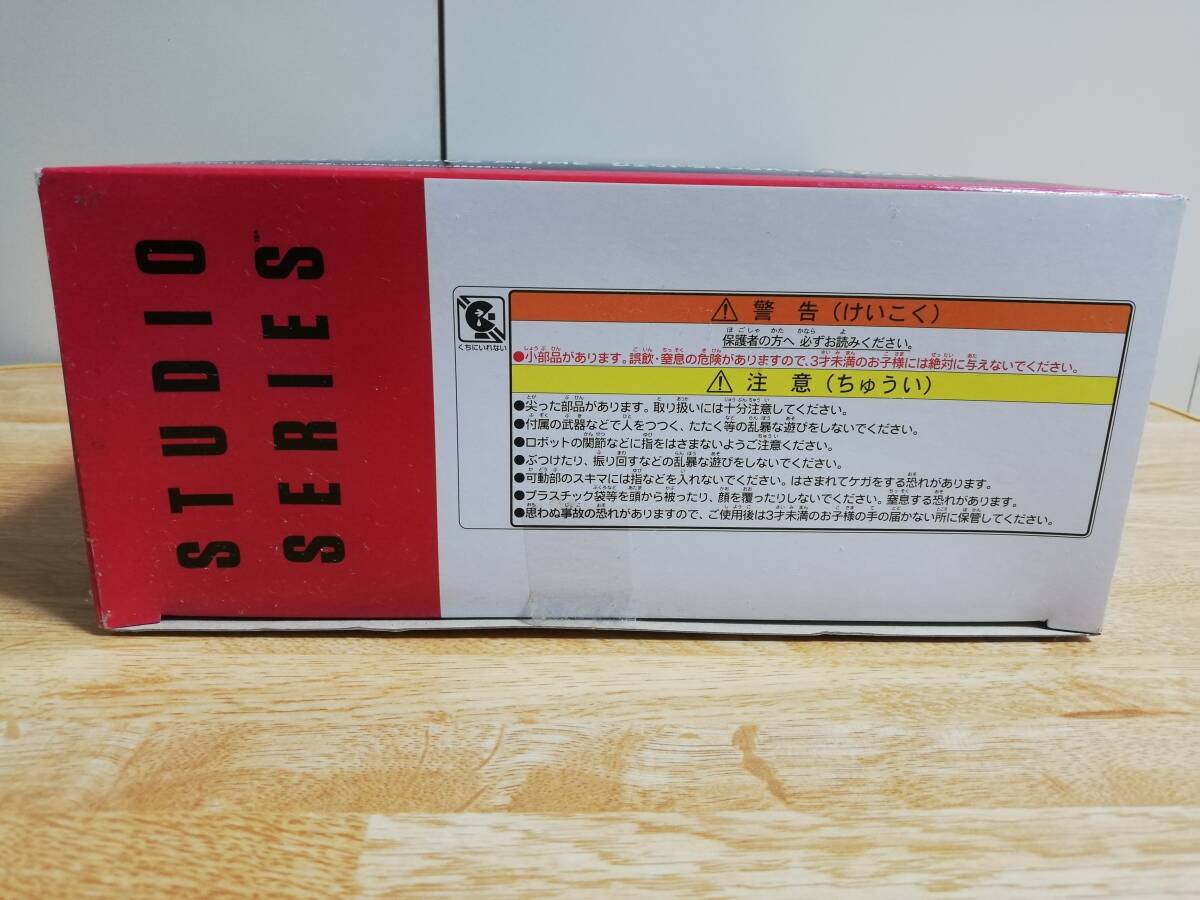 STUDIO
SERIES
くちにいれない
警告（けいこく）
保護者の方へ 必ずお読みください。
●小部品があります。誤飲・窒息の危険がありますので、3才未満のお子様には絶対に与えないでください。
注意（ちゅうい）
●尖った部品があります。取り扱いには十分注意してください。
●付属の武器などで人をつつく、たたく等の乱暴な遊びをしないでください。
●ロボットの関節などに指をはさまないようご注意ください。
●ぶつけたり、振り回すなどの乱暴な遊びをしないでください。
●可動部のスキマには指などを入れないでください。はさまれてケガをする恐れがあります。
●プラスチック袋等を頭から被ったり、顔を覆ったりしないでください。窒息する恐れがあります。
●思わぬ事故の恐れがありますので、ご使用後は3才未満のお子様の手の届かない所に保管してください。